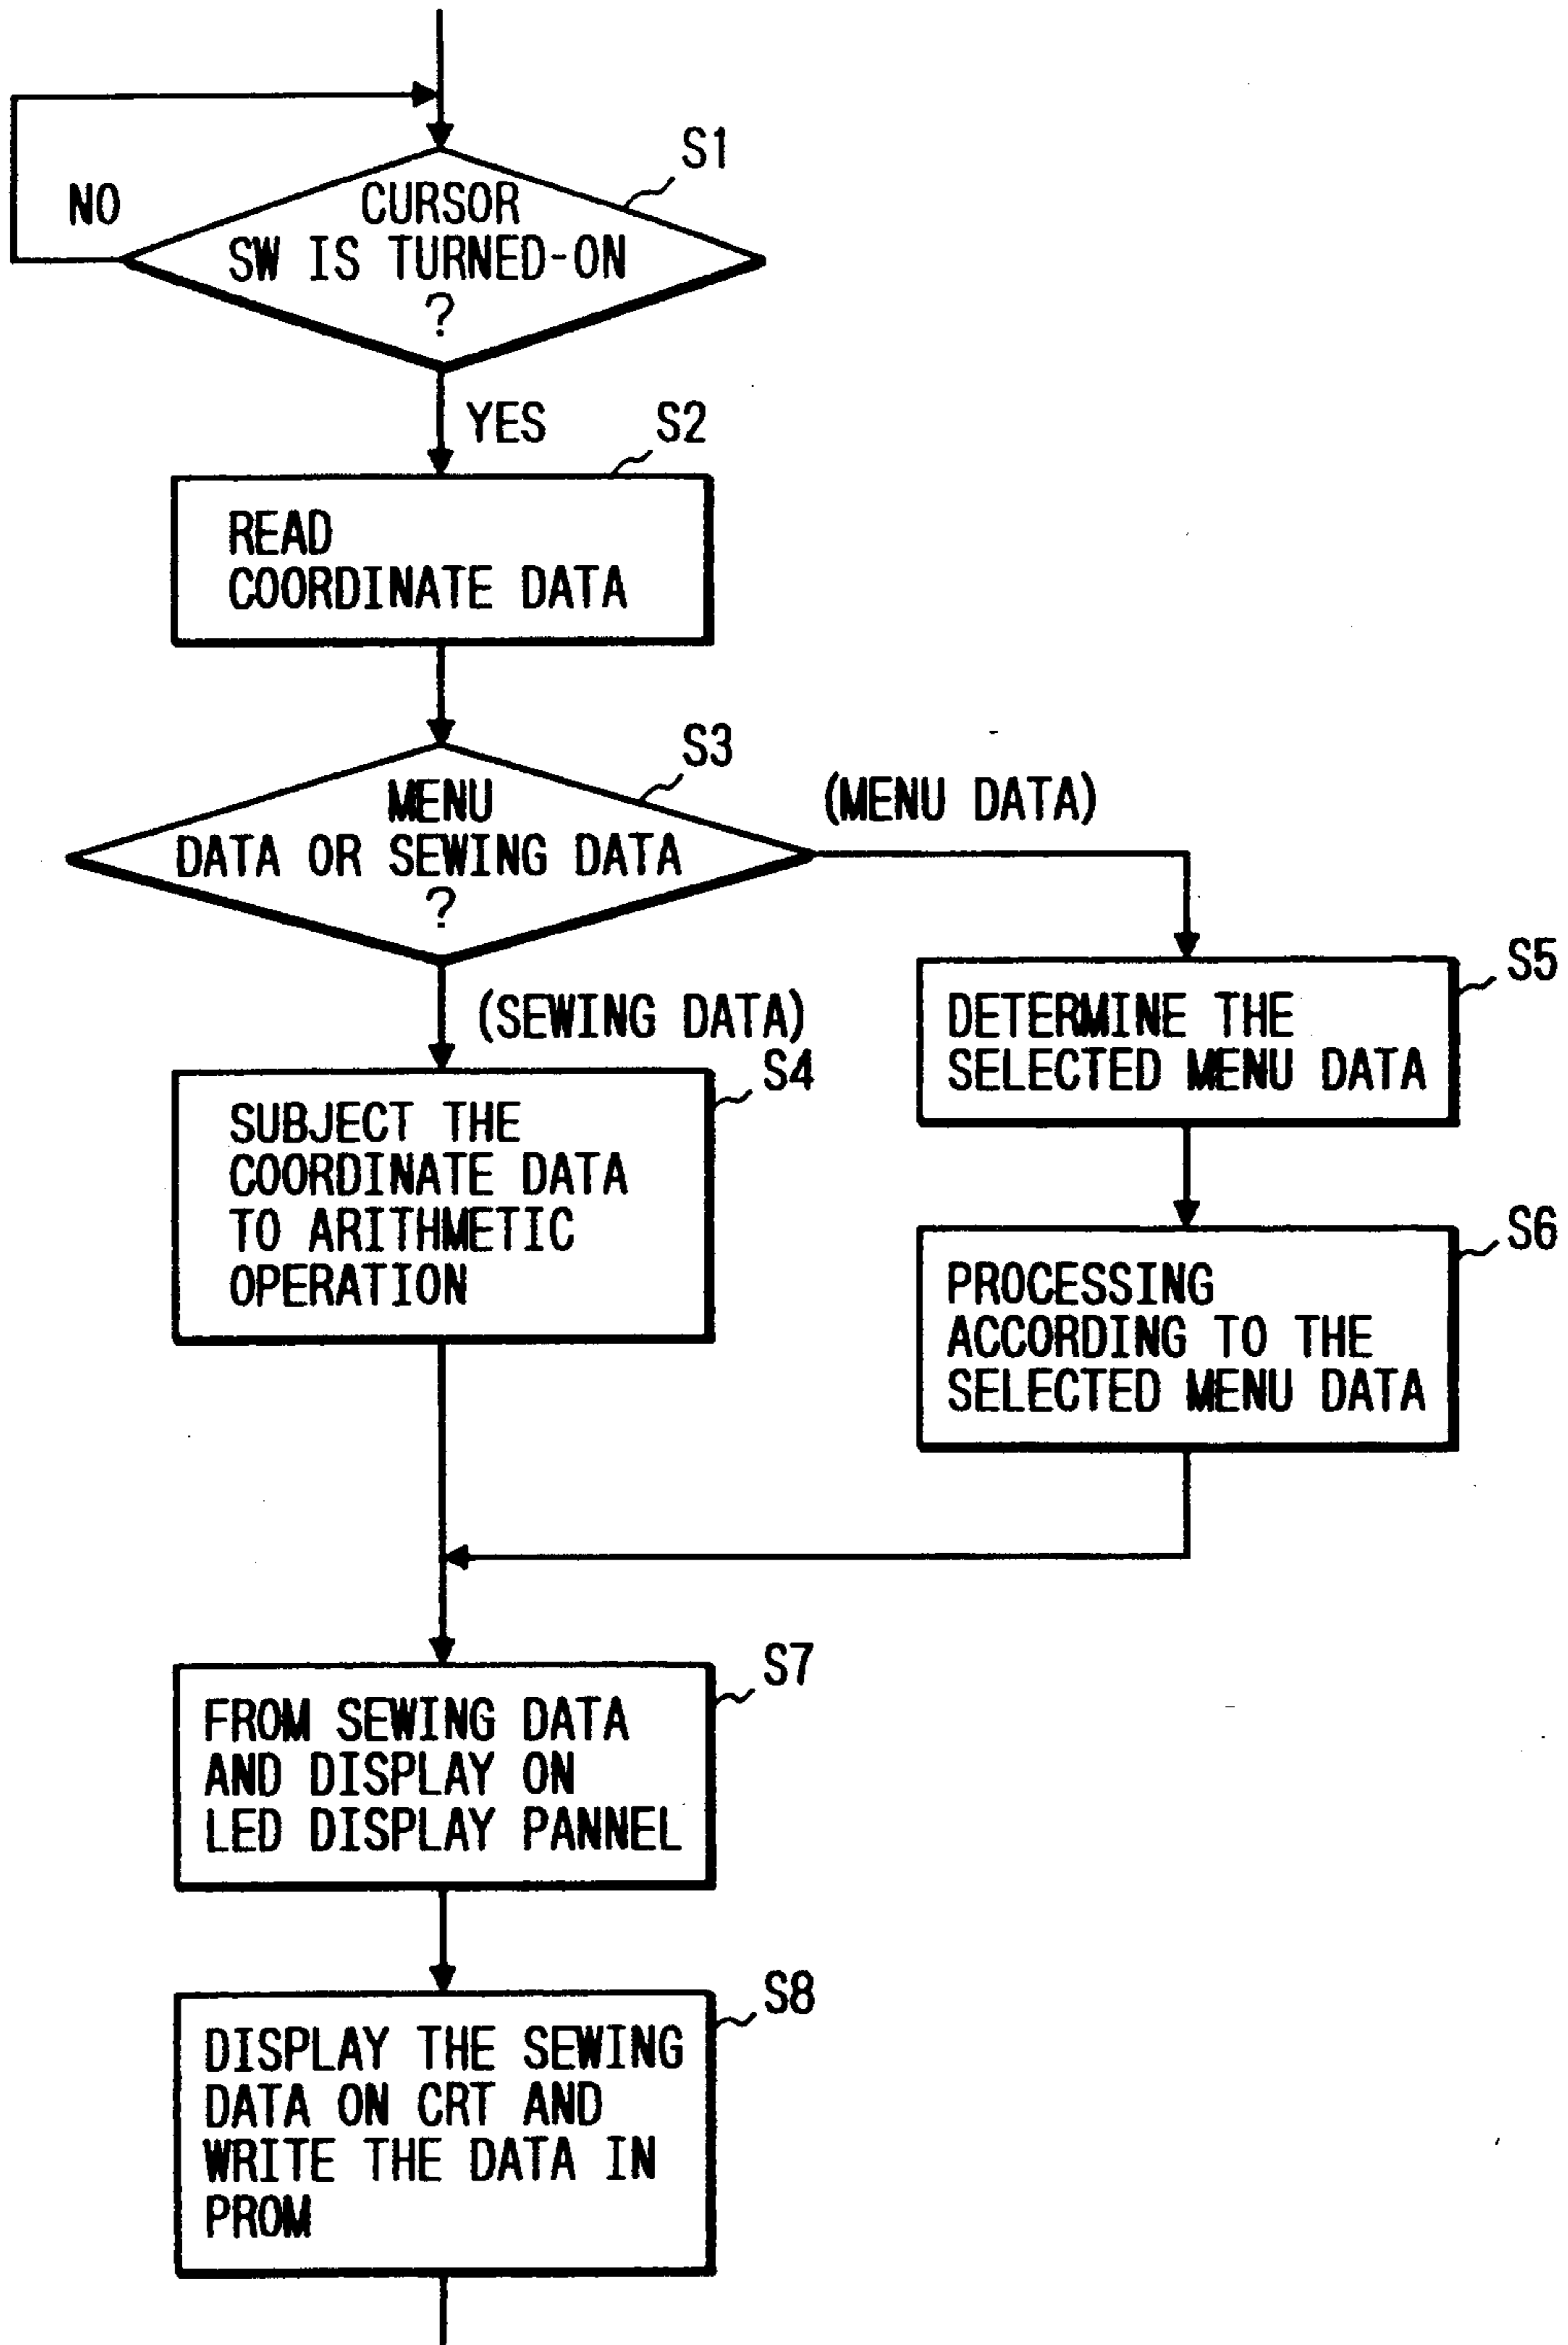 S1
NO
CURSOR
SW IS TURNED-ON
?
YES
S2
READ
COORDINATE DATA
S3
MENU
DATA OR SEWING DATA
?
(MENU DATA)
(SEWING DATA)
S4
SUBJECT THE
COORDINATE DATA
TO ARITHMETIC
OPERATION
S5
DETERMINE THE
SELECTED MENU DATA
S6
PROCESSING
ACCORDING TO THE
SELECTED MENU DATA
S7
FROM SEWING DATA
AND DISPLAY ON
LED DISPLAY PANNEL
S8
DISPLAY THE SEWING
DATA ON CRT AND
WRITE THE DATA IN
PROM